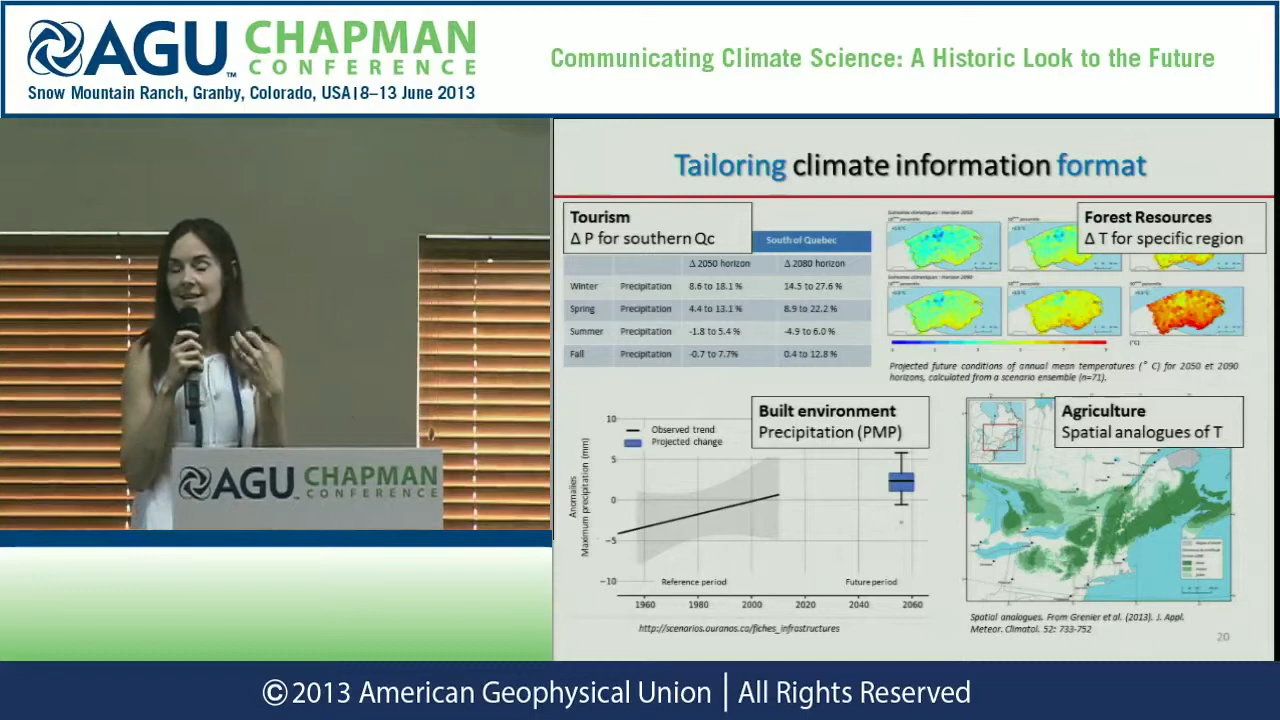 AGU CHAPMAN
CONFERENCE
Snow Mountain Ranch, Granby, Colorado, USA | 8–13 June 2013
Communicating Climate Science: A Historic Look to the Future
Tailoring climate information format
Tourism
Δ P for southern Qc
South of Quebec
Δ 2050 horizon Δ 2080 horizon
Winter Precipitation 8.6 to 18.1 % 14.5 to 27.6 %
Spring Precipitation 4.4 to 13.1 % 8.9 to 22.2 %
Summer Precipitation -1.8 to 5.4 % -4.9 to 6.0 %
Fall Precipitation -0.7 to 7.7% 0.4 to 12.8 %
Forest Resources
Δ T for specific region
(°C)
Projected future conditions of annual mean temperatures (° C) for 2050 et 2090
horizons, calculated from a scenario ensemble (n=71).
Built environment
Precipitation (PMP)
Observed trend
Projected change
Anomalies
Maximum precipitation (mm)
10
5
0
−5
−10
Reference period Future period
1960 1980 2000 2020 2040 2060
http://scenarios.ouranos.ca/fiches_infrastructures
Agriculture
Spatial analogues of T
Spatial analogues. From Grenier et al. (2013). J. Appl.
Meteor. Climatol. 52: 733-752
20
AGU CHAPMAN
CONFERENCE
©2013 American Geophysical Union | All Rights Reserved